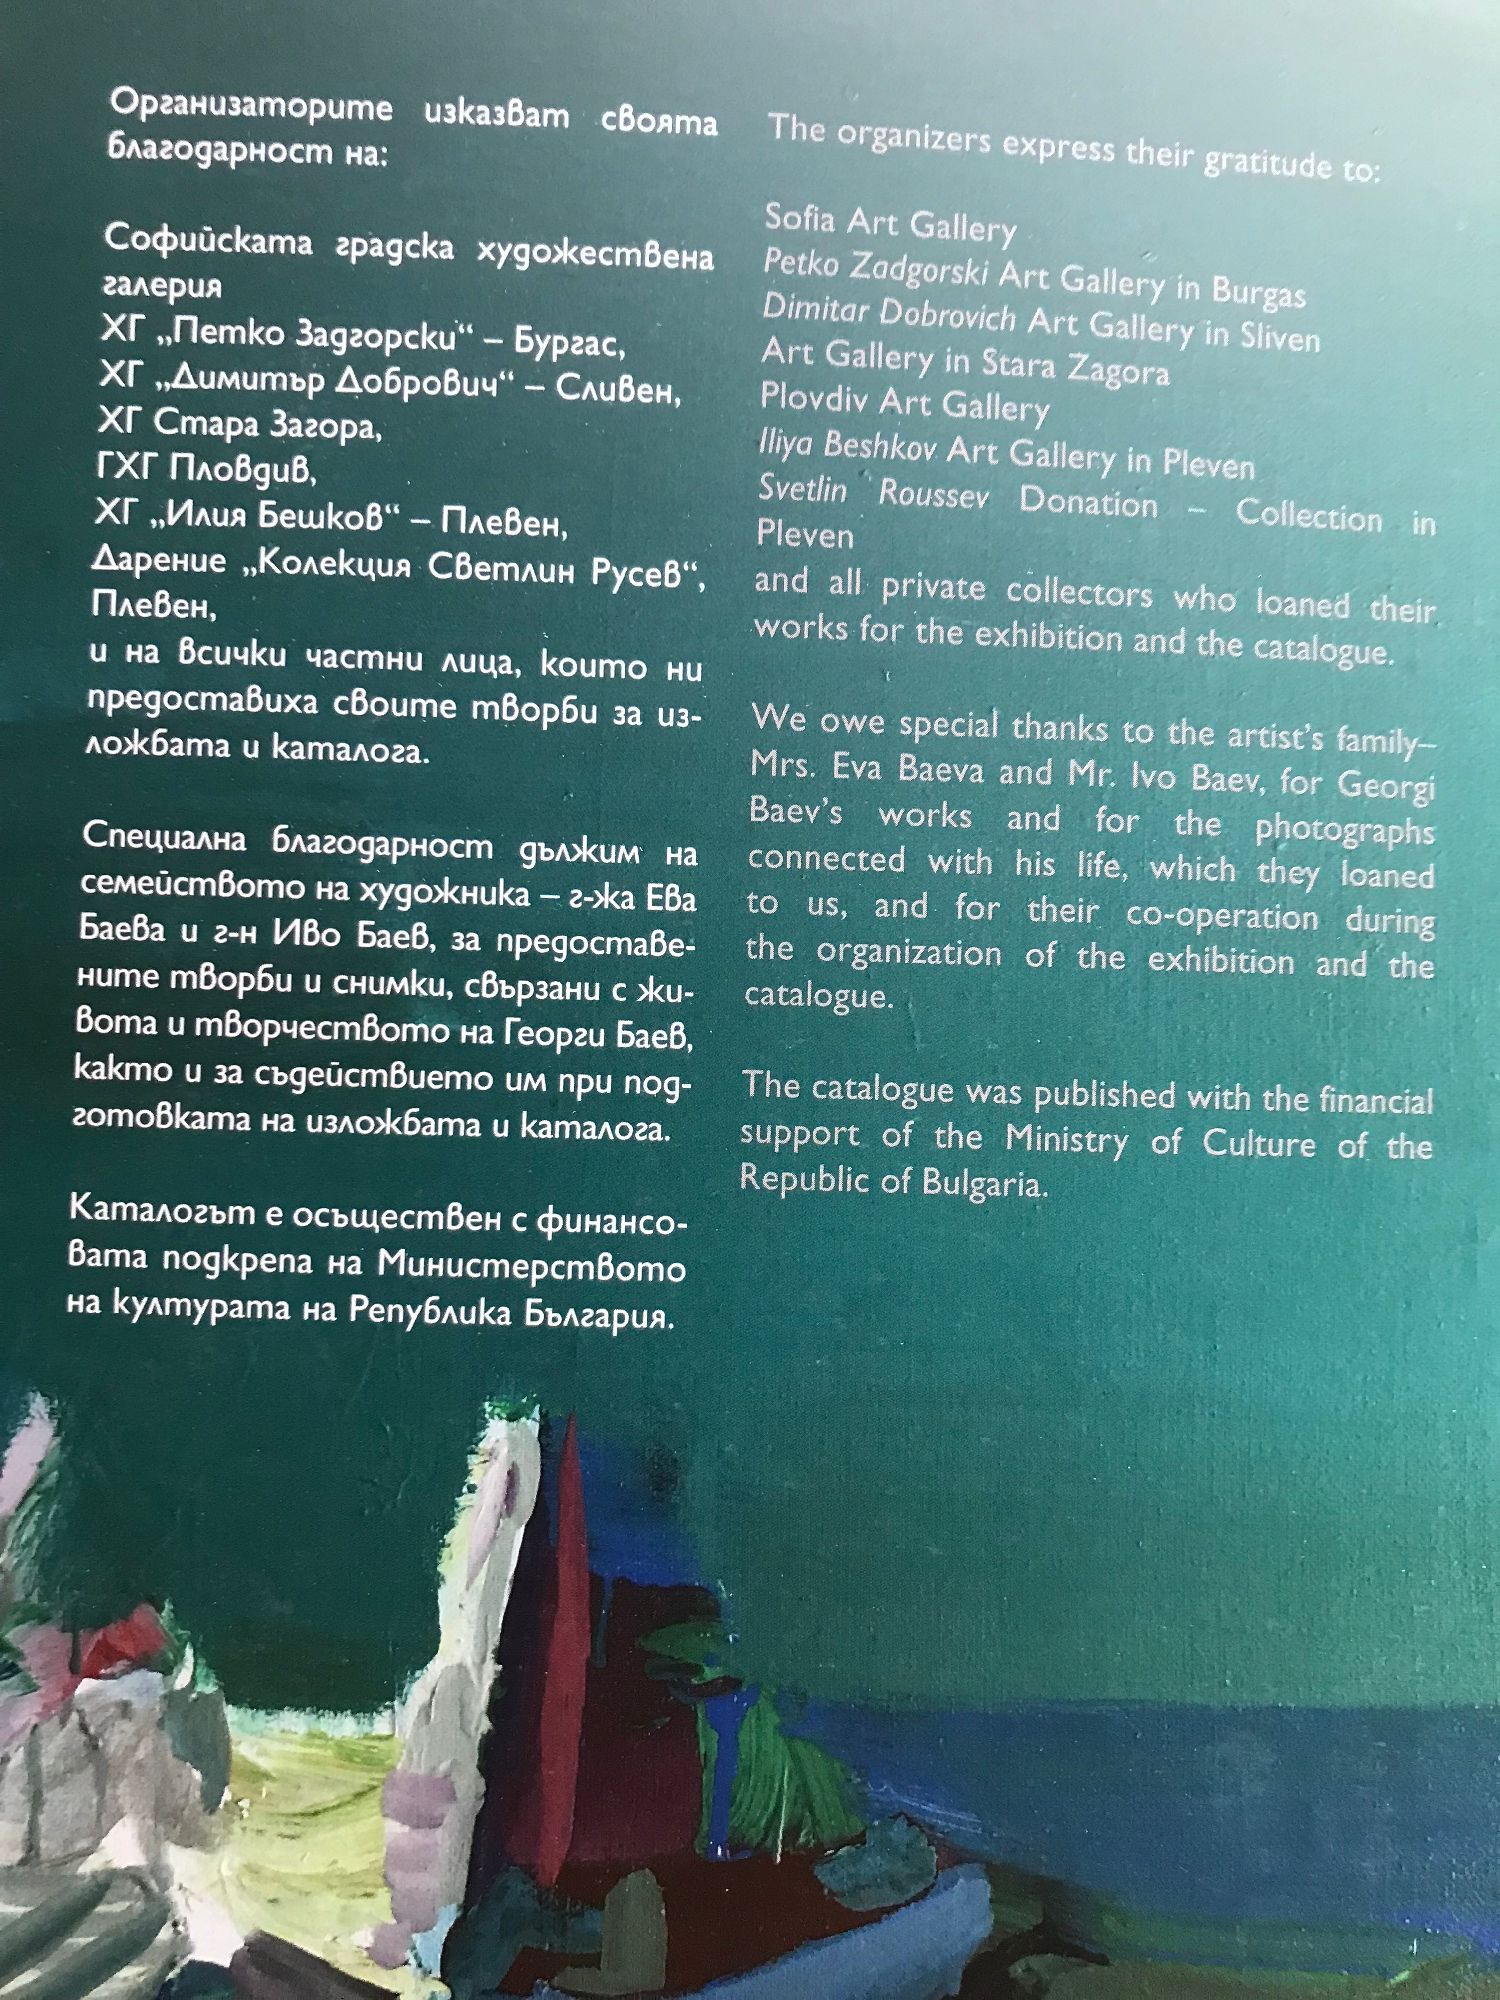 Организаторите изказват своята
благодарност на:
Софийската градска художествена
галерия
ХГ „Петко Задгорски“ – Бургас,
ХГ „Димитър Добрович“ – Сливен,
ХГ Стара Загора,
ГХГ Пловдив,
ХГ „Илия Бешков“ – Плевен,
Дарение „Колекция Светлин Русев“,
Плевен,
и на всички частни лица, които ни
предоставиха своите творби за из-
ложбата и каталога.
Специална благодарност дължим на
семейството на художника – г-жа Ева
Баева и г-н Иво Баев, за предоставе-
ните творби и снимки, свързани с жи-
вота и творчеството на Георги Баев,
както и за съдействието им при под-
готовката на изложбата и каталога.
Каталогът е осъществен с финансо-
вата подкрепа на Министерството
на културата на Република България.
The organizers express their gratitude to:
Sofia Art Gallery
Petko Zadgorski Art Gallery in Burgas
Dimitar Dobrovich Art Gallery in Sliven
Art Gallery in Stara Zagora
Plovdiv Art Gallery
Iliya Beshkov Art Gallery in Pleven
Svetlin Roussev Donation – Collection in
Pleven
and all private collectors who loaned their
works for the exhibition and the catalogue.
We owe special thanks to the artist's family–
Mrs. Eva Baeva and Mr. Ivo Baev, for Georgi
Baev's works and for the photographs
connected with his life, which they loaned
to us, and for their co-operation during
the organization of the exhibition and the
catalogue.
The catalogue was published with the financial
support of the Ministry of Culture of the
Republic of Bulgaria.